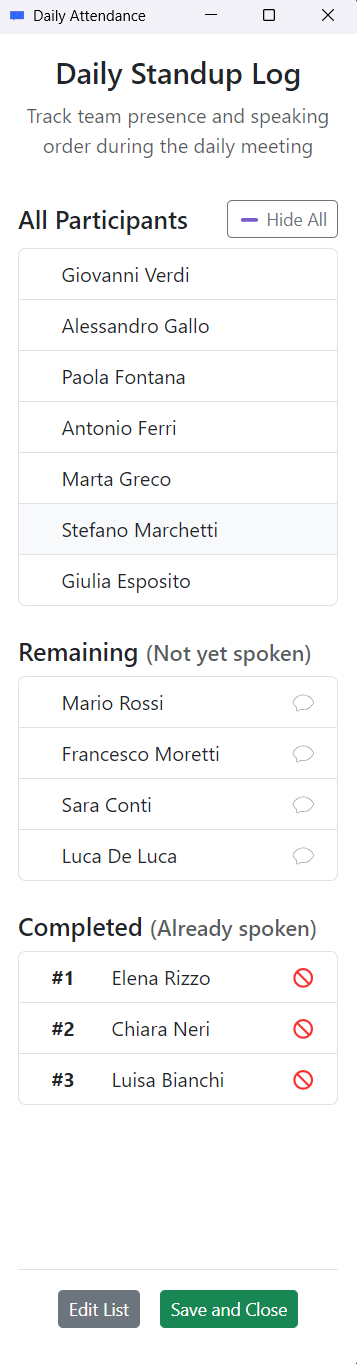 Daily Attendance
Daily Standup Log
Track team presence and speaking
order during the daily meeting
All Participants
Hide All
Giovanni Verdi
Alessandro Gallo
Paola Fontana
Antonio Ferri
Marta Greco
Stefano Marchetti
Giulia Esposito
Remaining (Not yet spoken)
Mario Rossi
Francesco Moretti
Sara Conti
Luca De Luca
Completed (Already spoken)
#1 Elena Rizzo
#2 Chiara Neri
#3 Luisa Bianchi
Edit List Save and Close